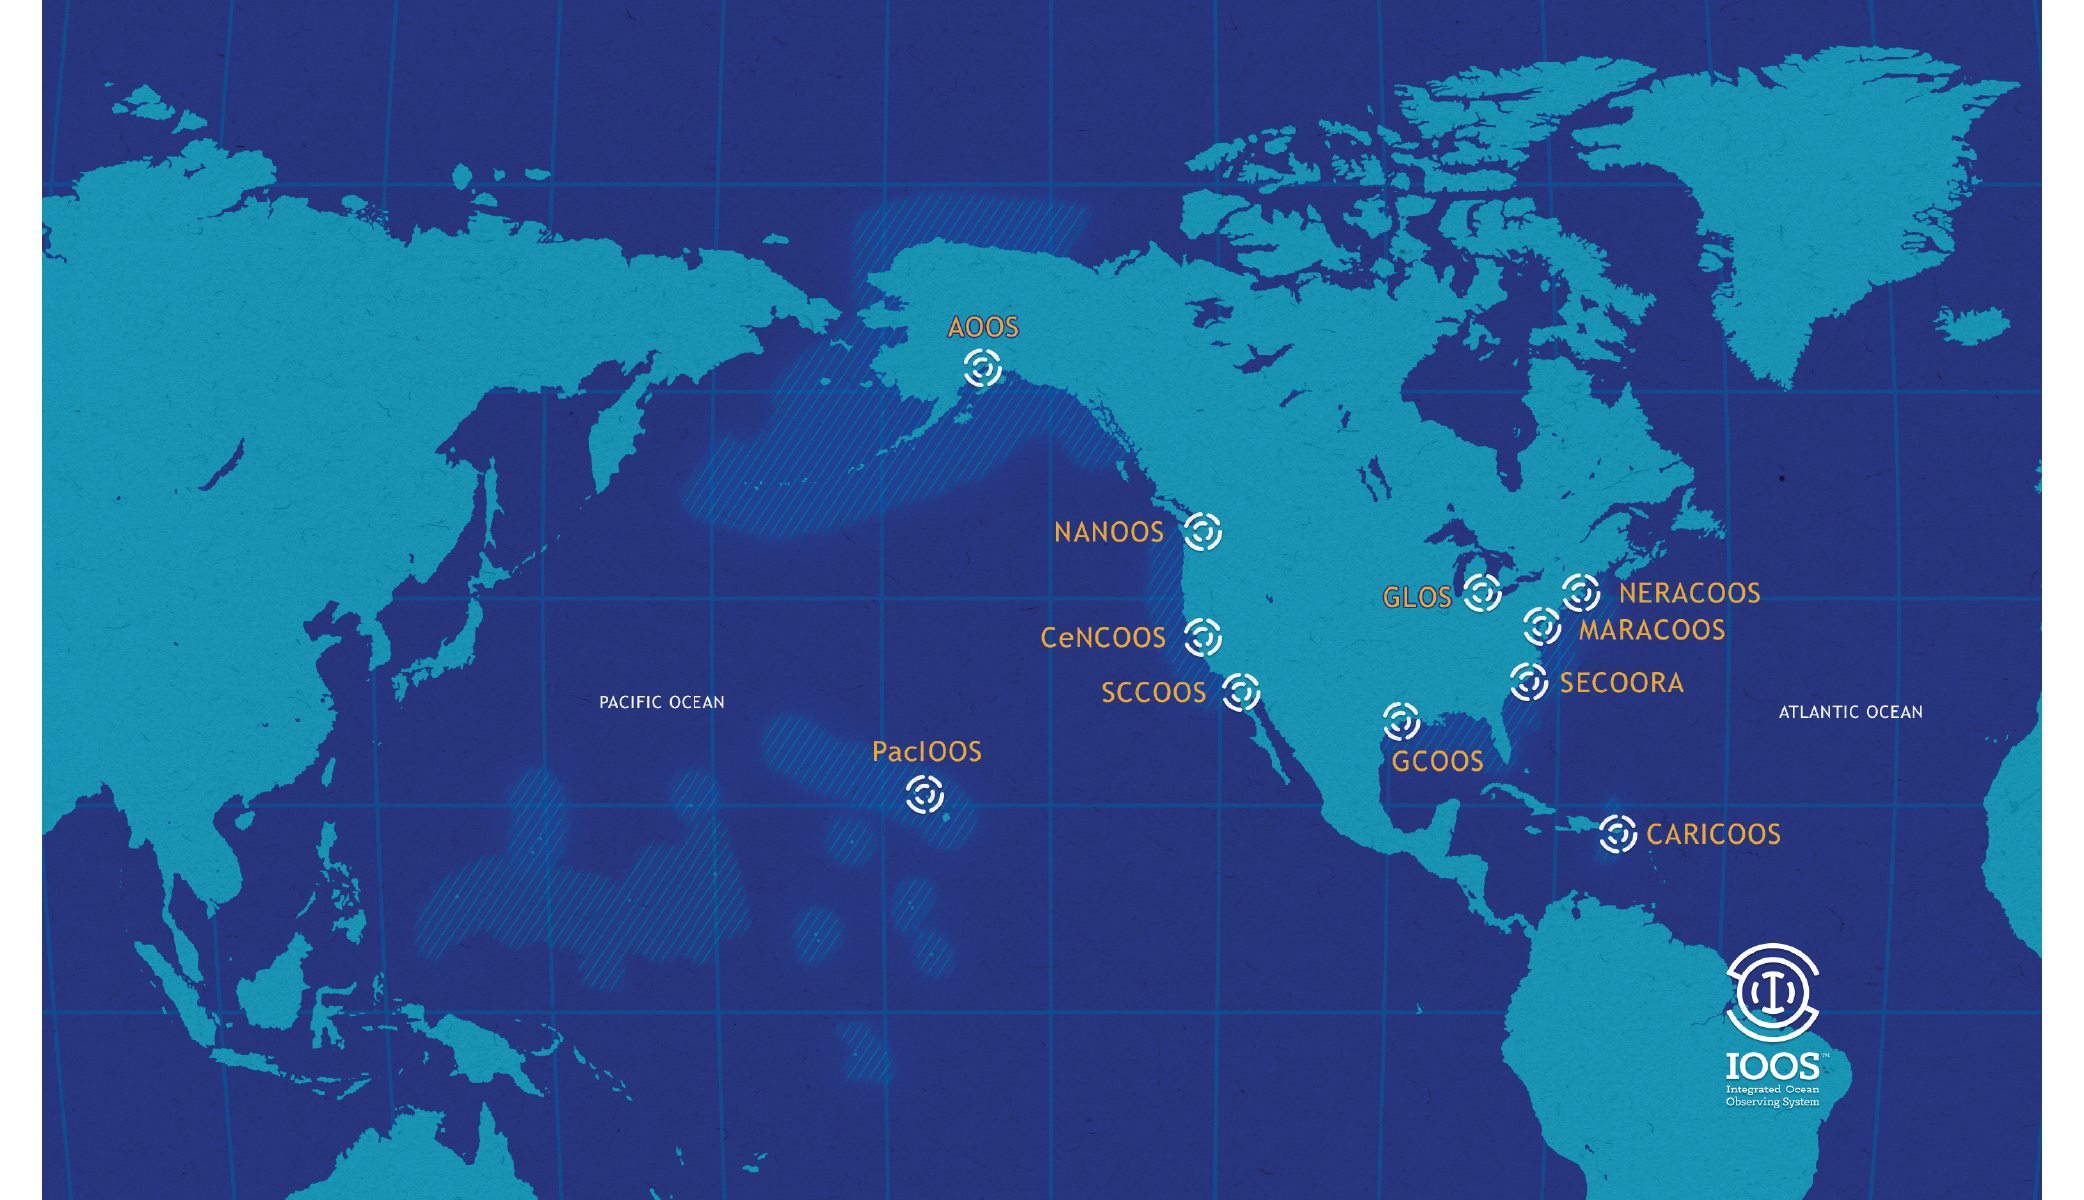 AOOS
NANOOS
GLOS
NERACOOS
MARACOOS
CeNCOOS
SECOORA
SCCOOS
PACIFIC OCEAN
ATLANTIC OCEAN
PacIOOS
GCOOS
CARICOOS
IOOS™
Integrated Ocean
Observing System